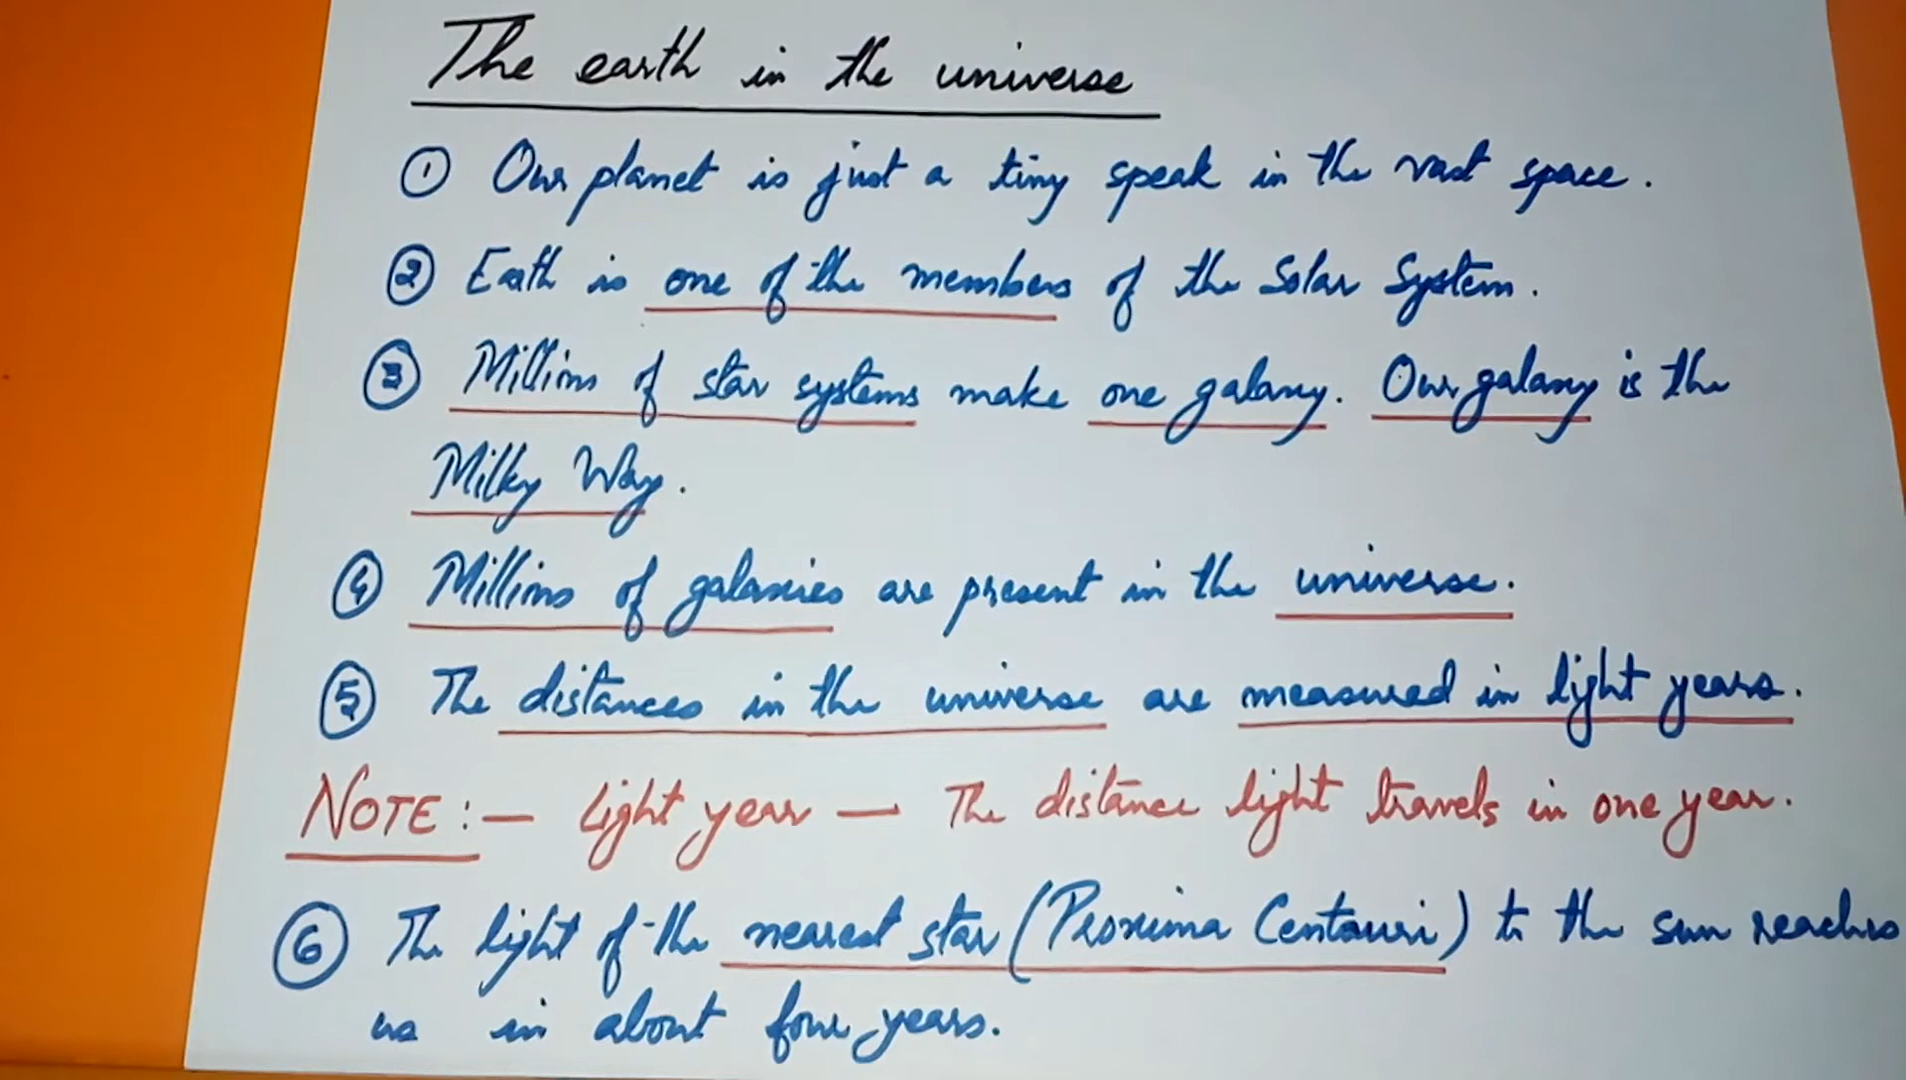 The earth in the universe
① Our planet is just a tiny speak in the vast space.
② Earth is one of the members of the Solar System.
③ Millions of star systems make one galaxy. Our galaxy is the
Milky Way.
④ Millions of galaxies are present in the universe.
⑤ The distances in the universe are measured in light years.
NOTE :— Light year — The distance light travels in one year.
⑥ The light of the nearest star (Proxima Centauri) to the sun reaches
us in about four years.